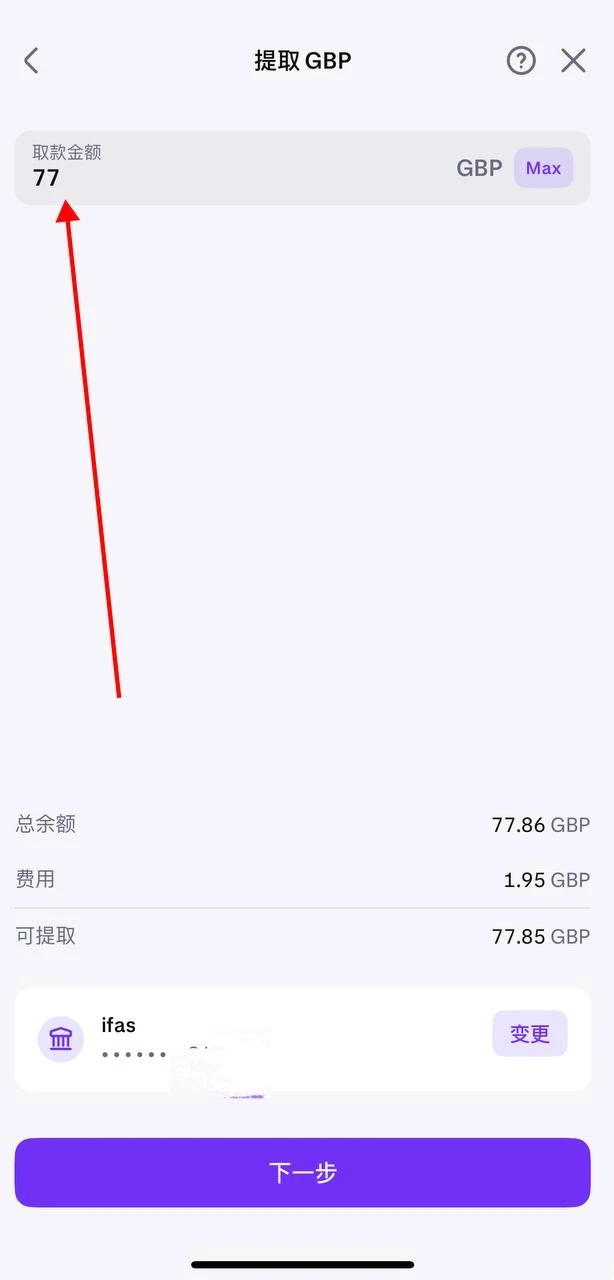 提取 GBP
取款金额
77
GBP Max
总余额 77.86 GBP
费用 1.95 GBP
可提取 77.85 GBP
ifas
变更
下一步